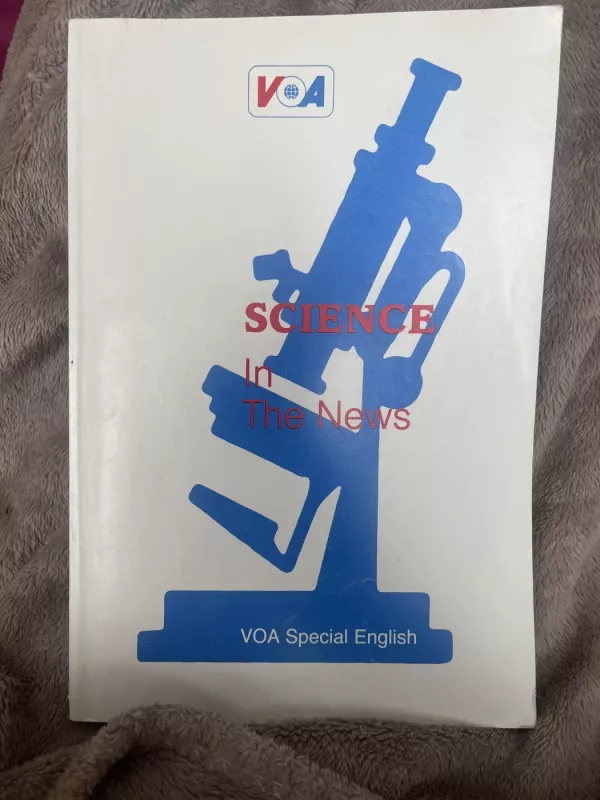 VOA
SCIENCE
In
The News
VOA Special English